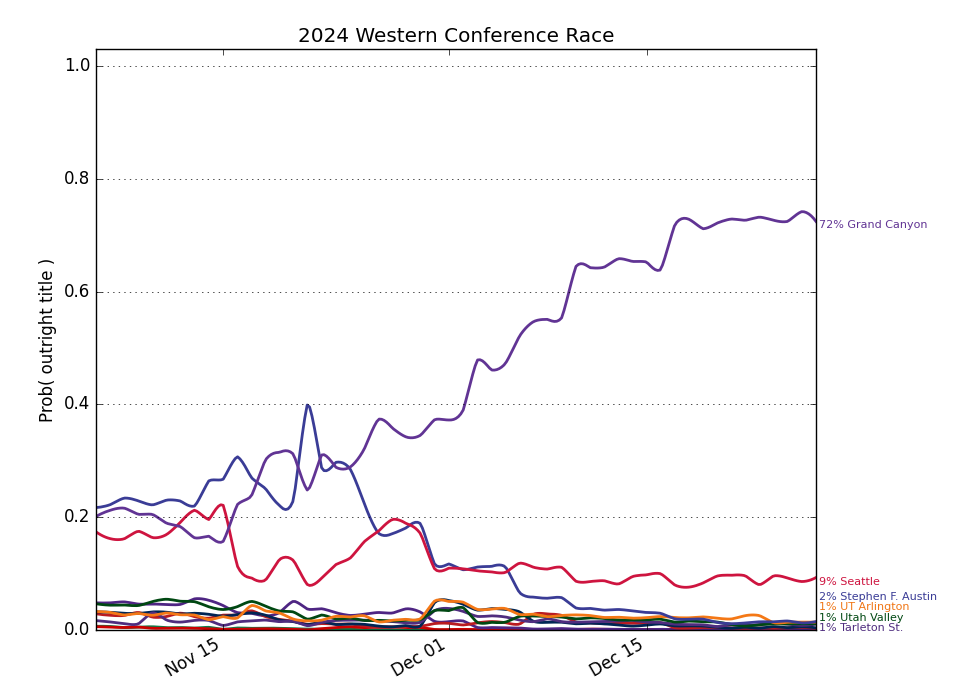 2024 Western Conference Race
Prob( outright title )
1.0
0.8
0.6
0.4
0.2
0.0
72% Grand Canyon
9% Seattle
2% Stephen F. Austin
1% UT Arlington
1% Utah Valley
1% Tarleton St.
Nov 15
Dec 01
Dec 15